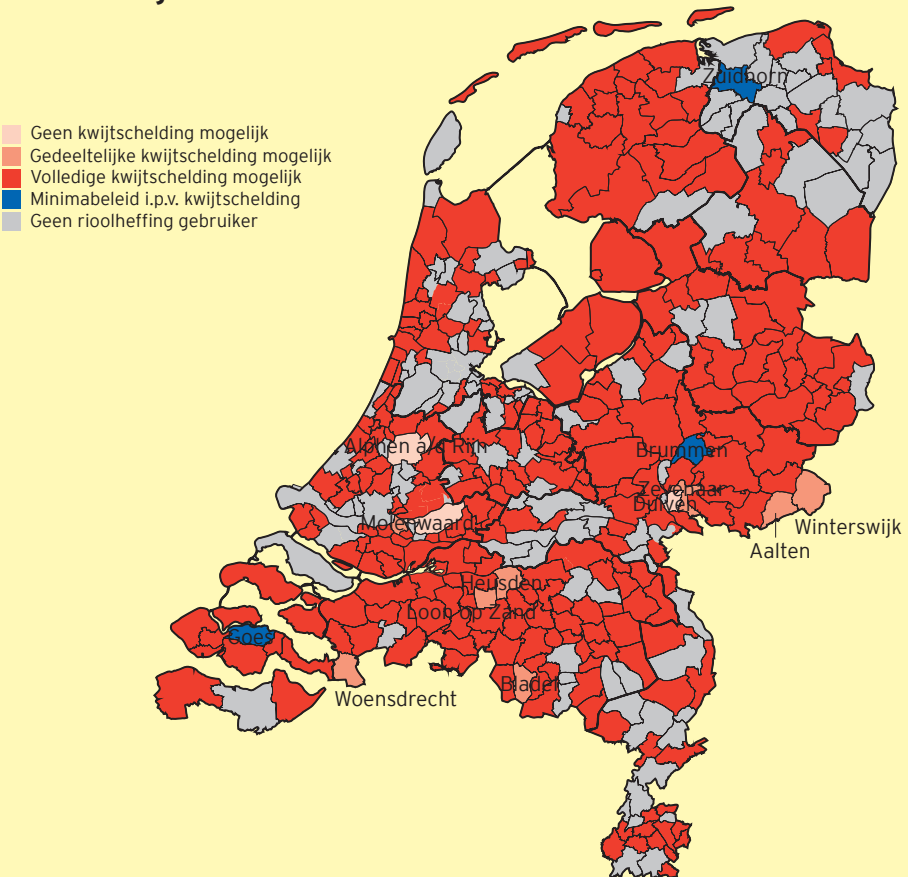 Geen kwijtschelding mogelijk
Gedeeltelijke kwijtschelding mogelijk
Volledige kwijtschelding mogelijk
Minimabeleid i.p.v. kwijtschelding
Geen rioolheffing gebruiker
Zuidhorn
Alphen a/d Rijn
Brummen
Zevenaar
Duiven
Winterswijk
Molenwaard
Aalten
Heusden
Loon op Zand
Goes
Bladel
Woensdrecht